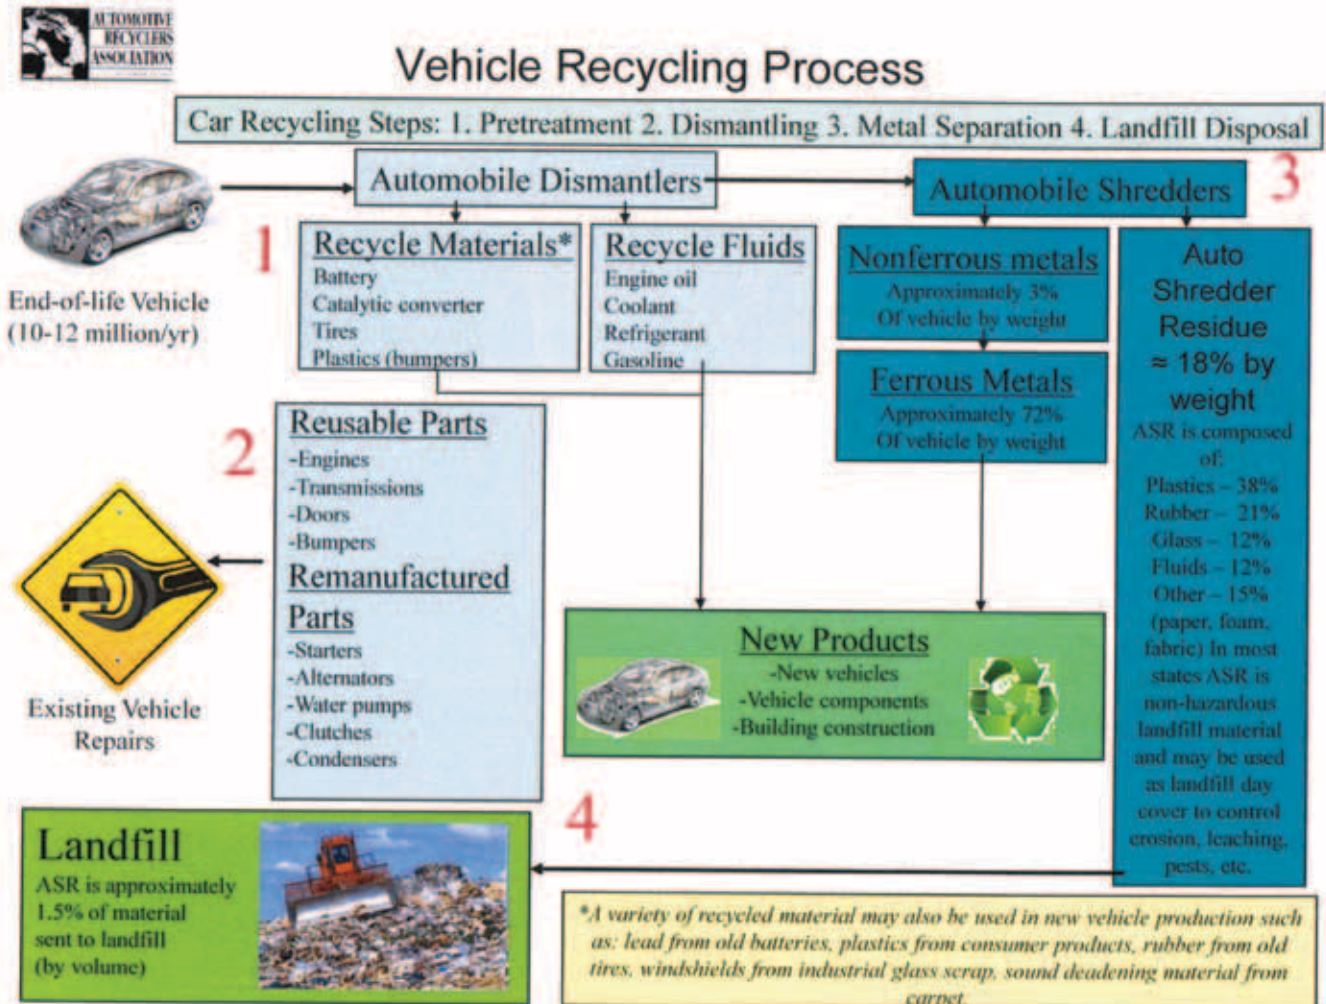 AUTOMOTIVE
RECYCLERS
ASSOCIATION
Vehicle Recycling Process
Car Recycling Steps: 1. Pretreatment 2. Dismantling 3. Metal Separation 4. Landfill Disposal
End-of-life Vehicle
(10-12 million/yr)
Automobile Dismantlers
1
Recycle Materials*
Battery
Catalytic converter
Tires
Plastics (bumpers)
Recycle Fluids
Engine oil
Coolant
Refrigerant
Gasoline
2
Reusable Parts
-Engines
-Transmissions
-Doors
-Bumpers
Remanufactured
Parts
-Starters
-Alternators
-Water pumps
-Clutches
-Condensers
Existing Vehicle
Repairs
Automobile Shredders
3
Nonferrous metals
Approximately 3%
Of vehicle by weight
Ferrous Metals
Approximately 72%
Of vehicle by weight
Auto
Shredder
Residue
≈ 18% by
weight
ASR is composed
of:
Plastics – 38%
Rubber – 21%
Glass – 12%
Fluids – 12%
Other – 15%
(paper, foam,
fabric) In most
states ASR is
non-hazardous
landfill material
and may be used
as landfill day
cover to control
erosion, leaching,
pests, etc.
New Products
-New vehicles
-Vehicle components
-Building construction
4
Landfill
ASR is approximately
1.5% of material
sent to landfill
(by volume)
*A variety of recycled material may also be used in new vehicle production such
as: lead from old batteries, plastics from consumer products, rubber from old
tires, windshields from industrial glass scrap, sound deadening material from
carpet